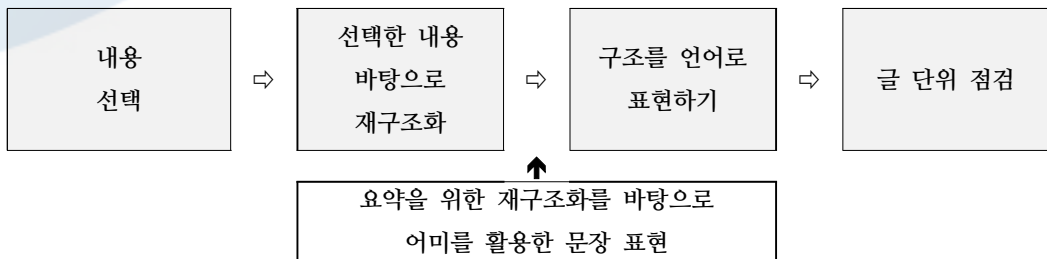 내용
선택
⇨
선택한 내용
바탕으로
재구조화
⇨
구조를 언어로
표현하기
⇨
글 단위 점검
요약을 위한 재구조화를 바탕으로
어미를 활용한 문장 표현